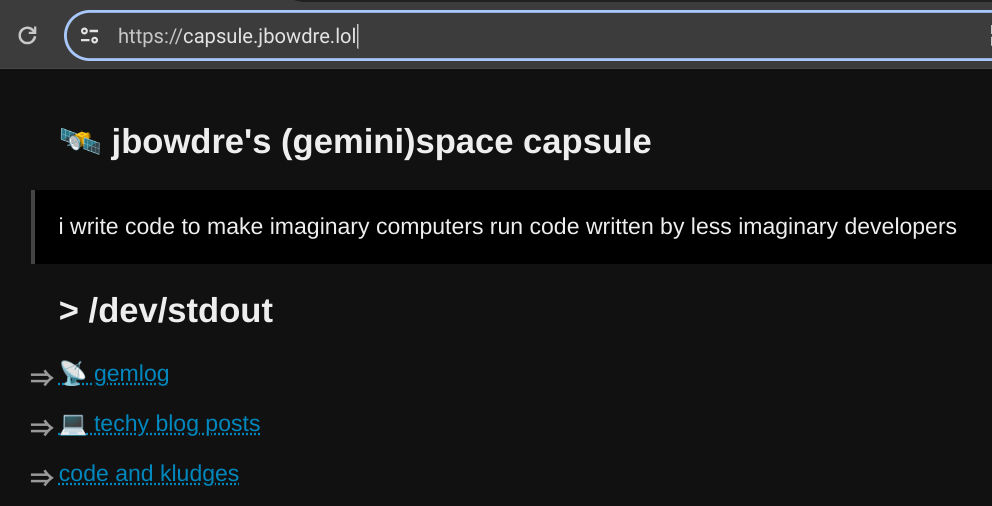 https://capsule.jbowdre.lol
🛰️ jbowdre's (gemini)space capsule
i write code to make imaginary computers run code written by less imaginary developers
> /dev/stdout
⇒ 📡 gemlog
⇒ 💻 techy blog posts
⇒ code and kludges